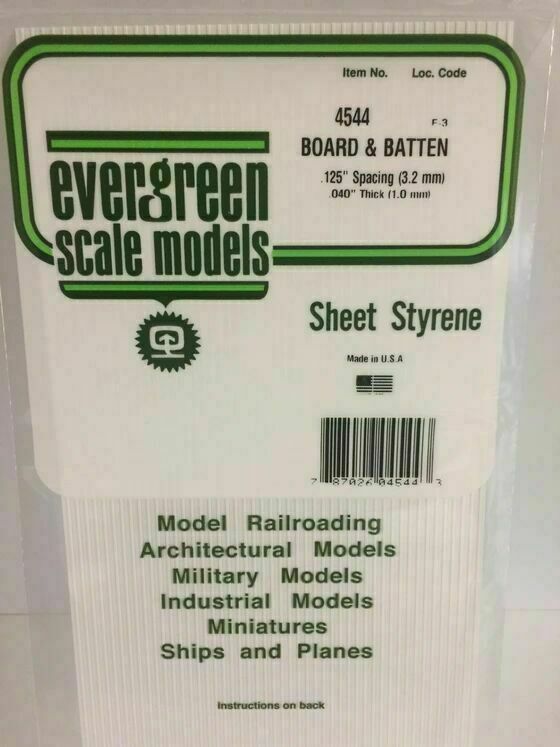 Item No. Loc. Code
4544 F-3
BOARD & BATTEN
.125" Spacing (3.2 mm)
.040" Thick (1.0 mm)
evergreen
scale models
Sheet Styrene
Made in U.S.A
7 87026 04544 3
Model Railroading
Architectural Models
Military Models
Industrial Models
Miniatures
Ships and Planes
Instructions on back